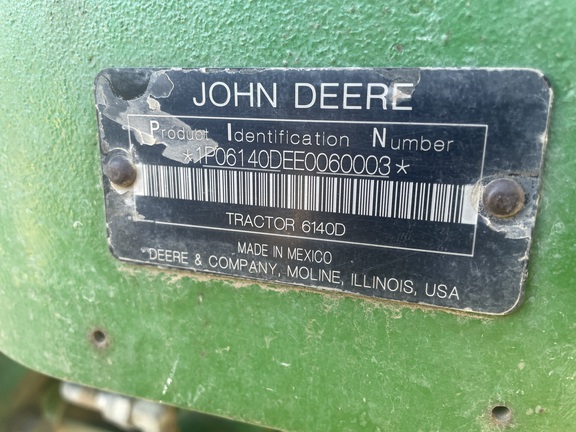 JOHN DEERE
Product Identification Number
*1P06140DEE0060003*
TRACTOR 6140D
MADE IN MEXICO
DEERE & COMPANY, MOLINE, ILLINOIS, USA